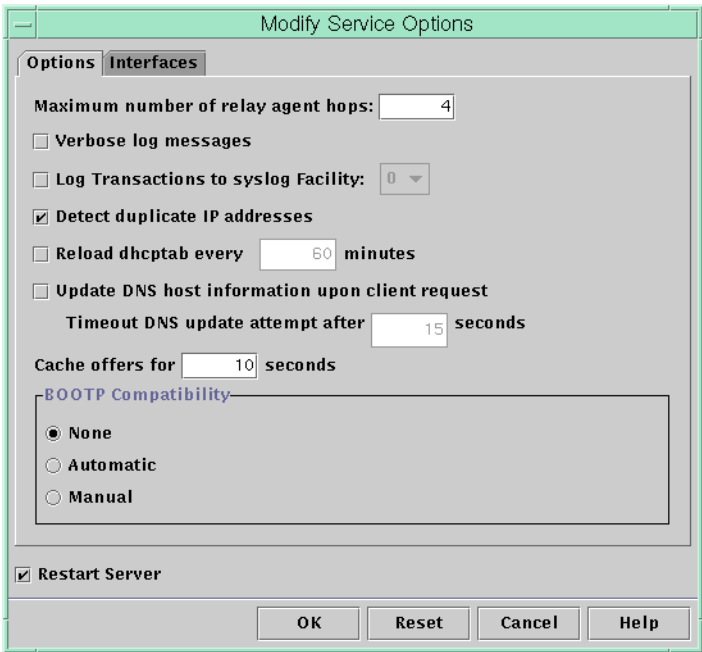 Modify Service Options
Options Interfaces
Maximum number of relay agent hops: 4
Verbose log messages
Log Transactions to syslog Facility: 0
Detect duplicate IP addresses
Reload dhcptab every 60 minutes
Update DNS host information upon client request
Timeout DNS update attempt after 15 seconds
Cache offers for 10 seconds
BOOTP Compatibility
None
Automatic
Manual
Restart Server
OK Reset Cancel Help